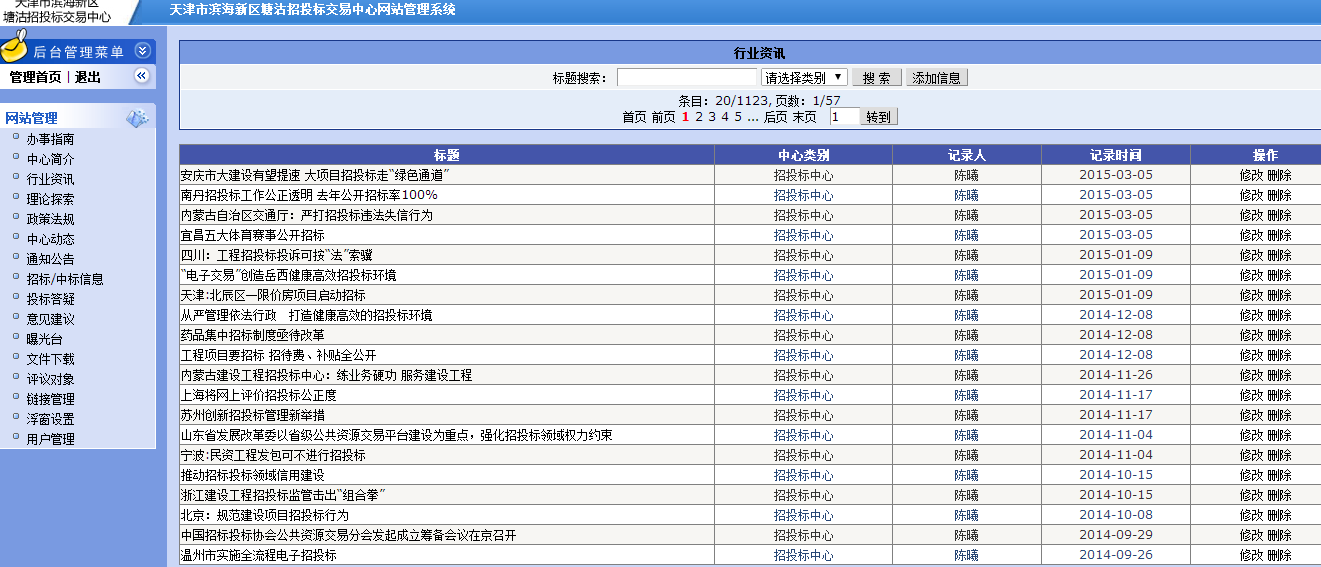 天津市滨海新区
塘沽招投标交易中心
天津市滨海新区塘沽招投标交易中心网站管理系统
后台管理菜单
管理首页 | 退出
网站管理
办事指南
中心简介
行业资讯
理论探索
政策法规
中心动态
通知公告
招标/中标信息
投标答疑
意见建议
曝光台
文件下载
评议对象
链接管理
浮窗设置
用户管理
行业资讯
标题搜索： 请选择类别 搜 索 添加信息
条目：20/1123, 页数：1/57
首页 前页 1 2 3 4 5 ... 后页 末页 1 转到
标题 中心类别 记录人 记录时间 操作
安庆市大建设有望提速 大项目招投标走“绿色通道” 招投标中心 陈曦 2015-03-05 修改 删除
南丹招投标工作公正透明 去年公开招标率100% 招投标中心 陈曦 2015-03-05 修改 删除
内蒙古自治区交通厅：严打招投标违法失信行为 招投标中心 陈曦 2015-03-05 修改 删除
宜昌五大体育赛事公开招标 招投标中心 陈曦 2015-03-05 修改 删除
四川：工程招投标投诉可按“法”索骥 招投标中心 陈曦 2015-01-09 修改 删除
“电子交易”创造岳西健康高效招投标环境 招投标中心 陈曦 2015-01-09 修改 删除
天津:北辰区一限价房项目启动招标 招投标中心 陈曦 2015-01-09 修改 删除
从严管理依法行政　打造健康高效的招投标环境 招投标中心 陈曦 2014-12-08 修改 删除
药品集中招标制度亟待改革 招投标中心 陈曦 2014-12-08 修改 删除
工程项目要招标 招待费、补贴全公开 招投标中心 陈曦 2014-12-08 修改 删除
内蒙古建设工程招投标中心：练业务硬功 服务建设工程 招投标中心 陈曦 2014-11-26 修改 删除
上海将网上评价招投标公正度 招投标中心 陈曦 2014-11-17 修改 删除
苏州创新招投标管理新举措 招投标中心 陈曦 2014-11-17 修改 删除
山东省发展改革委以省级公共资源交易平台建设为重点，强化招投标领域权力约束 招投标中心 陈曦 2014-11-04 修改 删除
宁波:民资工程发包可不进行招投标 招投标中心 陈曦 2014-11-04 修改 删除
推动招标投标领域信用建设 招投标中心 陈曦 2014-10-15 修改 删除
浙江建设工程招投标监管击出“组合拳” 招投标中心 陈曦 2014-10-15 修改 删除
北京：规范建设项目招投标行为 招投标中心 陈曦 2014-10-08 修改 删除
中国招标投标协会公共资源交易分会发起成立筹备会议在京召开 招投标中心 陈曦 2014-09-29 修改 删除
温州市实施全流程电子招投标 招投标中心 陈曦 2014-09-26 修改 删除